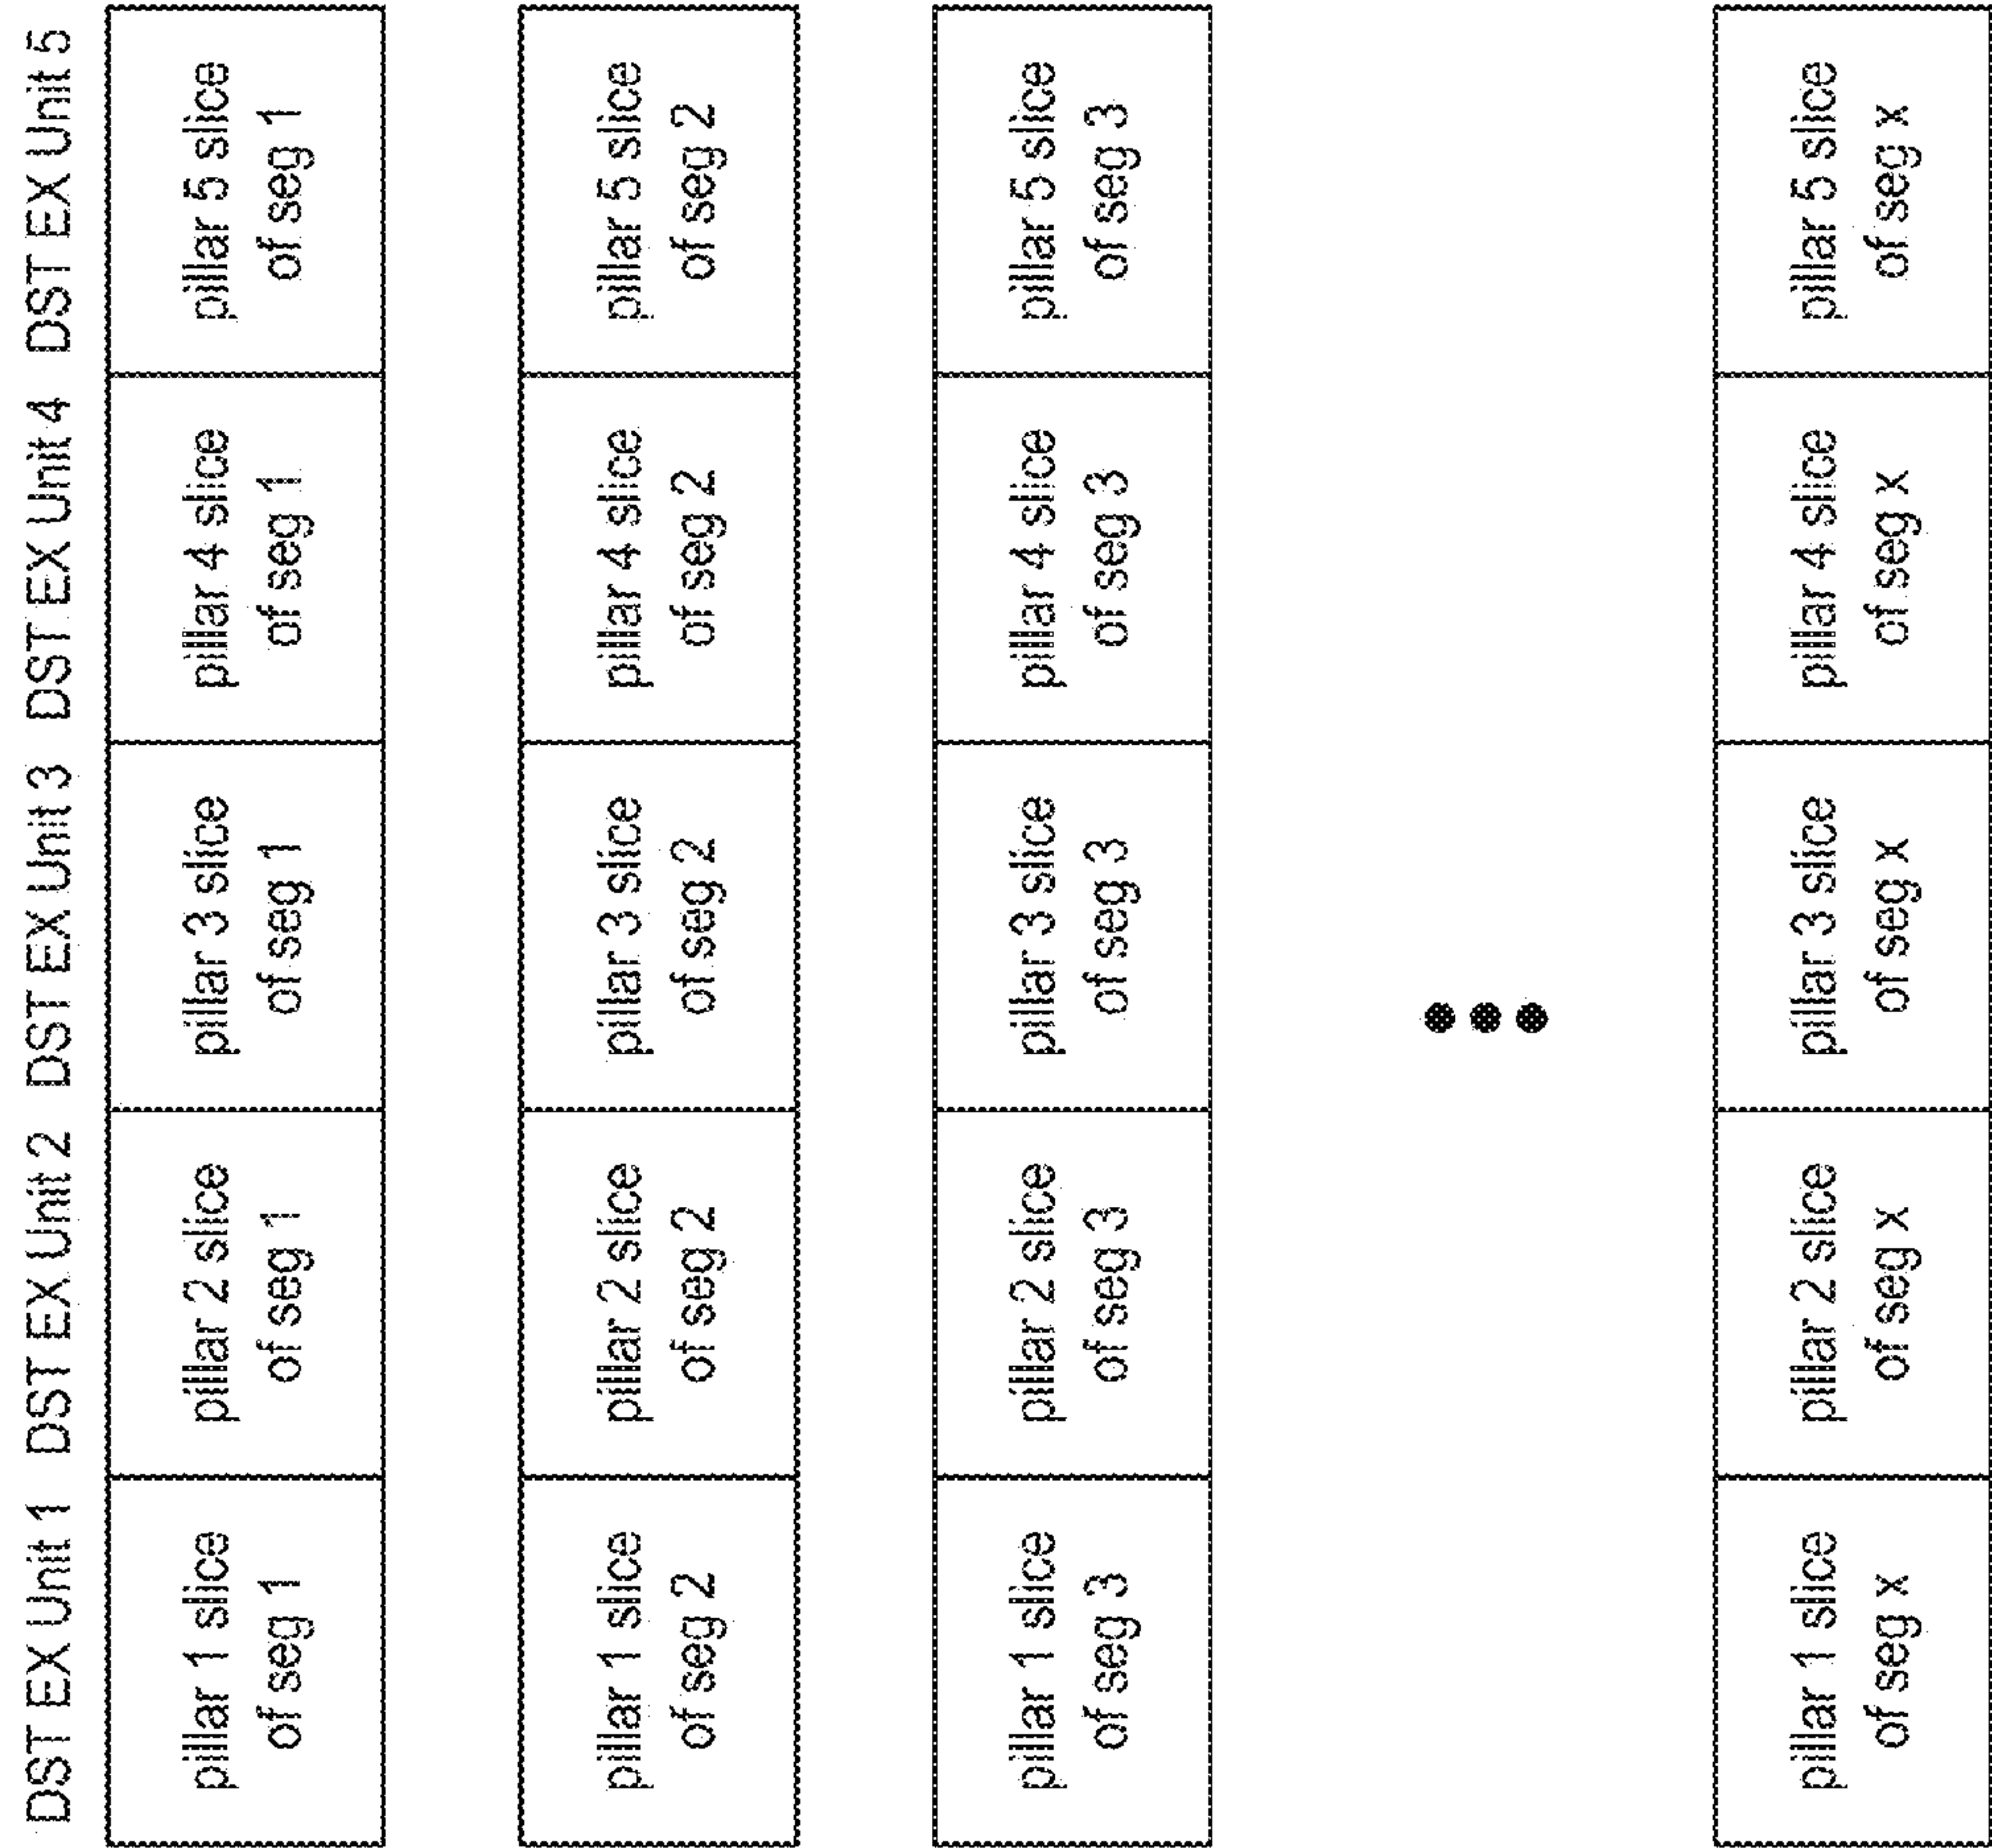 DST EX Unit 1 DST EX Unit 2 DST EX Unit 3 DST EX Unit 4 DST EX Unit 5
pillar 1 slice
of seg 1
pillar 2 slice
of seg 1
pillar 3 slice
of seg 1
pillar 4 slice
of seg 1
pillar 5 slice
of seg 1
pillar 1 slice
of seg 2
pillar 2 slice
of seg 2
pillar 3 slice
of seg 2
pillar 4 slice
of seg 2
pillar 5 slice
of seg 2
pillar 1 slice
of seg 3
pillar 2 slice
of seg 3
pillar 3 slice
of seg 3
pillar 4 slice
of seg 3
pillar 5 slice
of seg 3
pillar 1 slice
of seg x
pillar 2 slice
of seg x
pillar 3 slice
of seg x
pillar 4 slice
of seg x
pillar 5 slice
of seg x